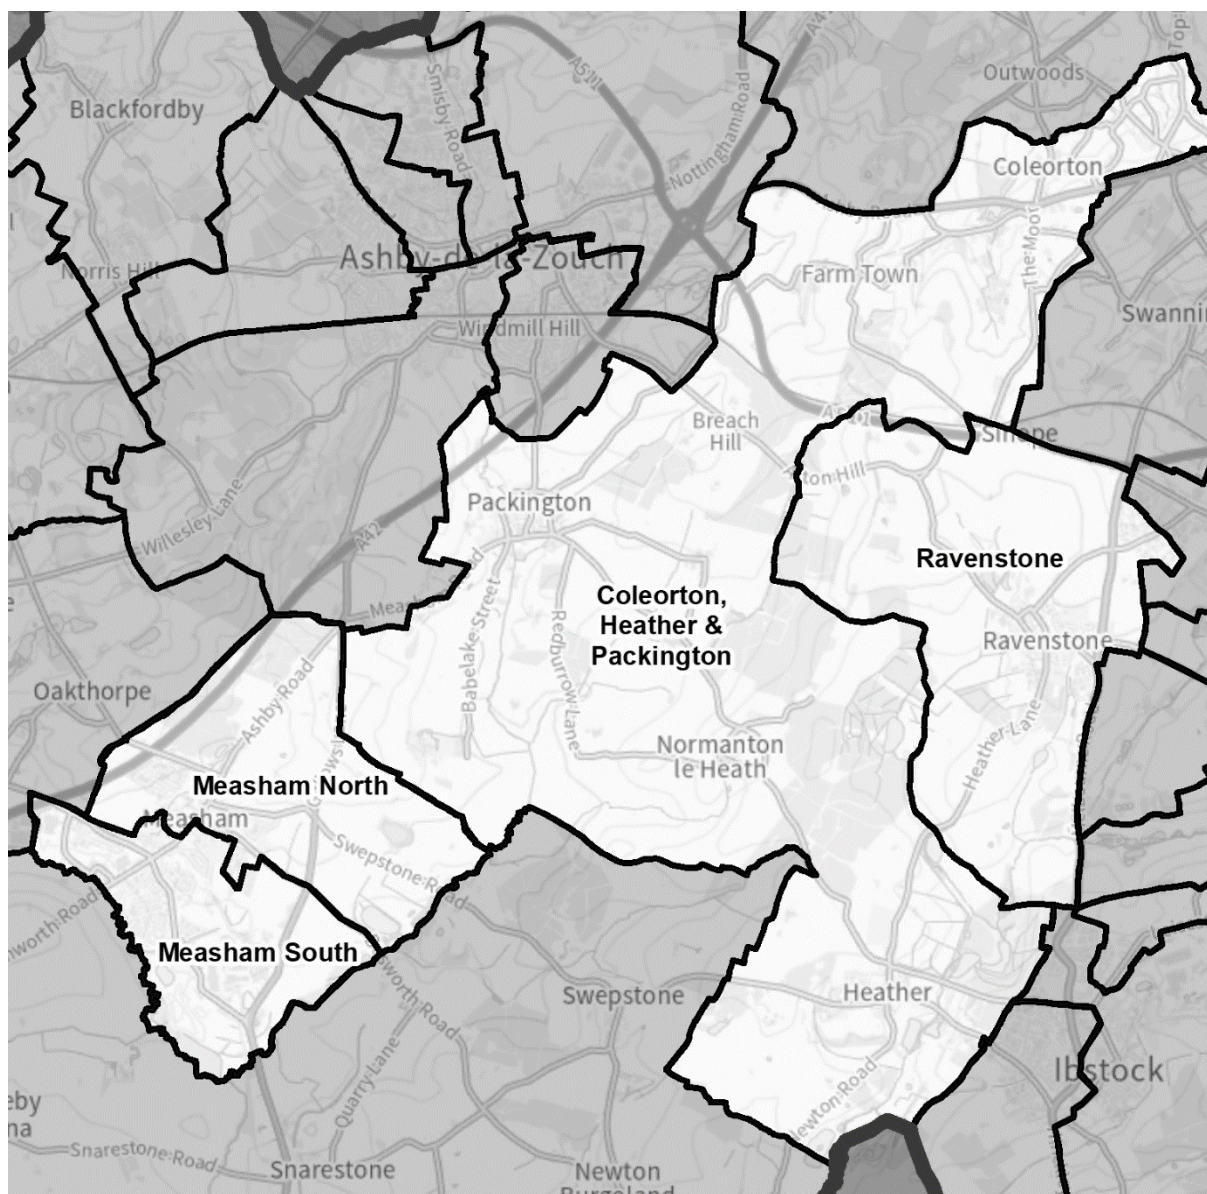 Outwoods
Blackfordby
Smisby Road
A511
Nottingham Road
Coleorton
Norris Hill
Ashby-de-la-Zouch
Farm Town
The Moor
Windmill Hill
Breach
Hill
Packington
Willesley Lane
A42
Ravenstone
Coleorton,
Heather &
Packington
Babelake Street
Redburrow Lane
Ravenstone
Oakthorpe
Ashby Road
Heather Lane
Normanton
le Heath
Measham North
Measham
Swepstone Road
Measham South
Swepstone
Heather
Quarry Lane
Ibstock
Snarestone Road
Snarestone
Newton